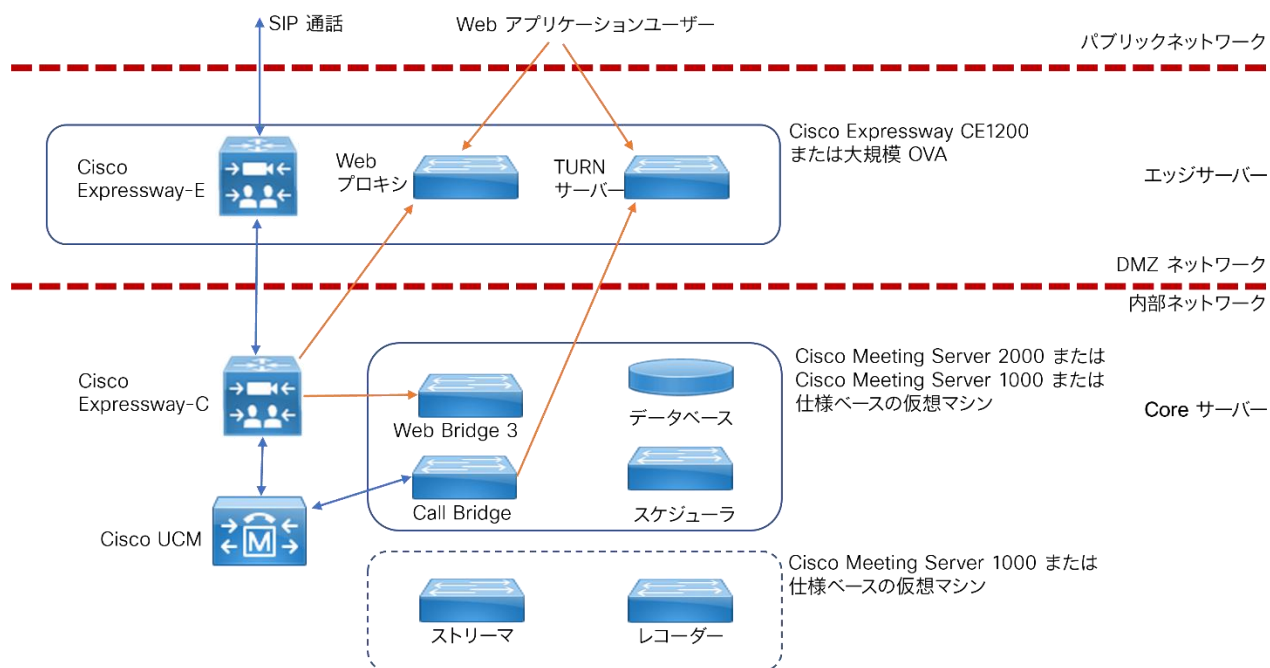 SIP 通話
Web アプリケーションユーザー
パブリックネットワーク
Cisco
Expressway-E
Web
プロキシ
TURN
サーバー
Cisco Expressway CE1200
または大規模 OVA
エッジサーバー
DMZ ネットワーク
内部ネットワーク
Cisco
Expressway-C
Web Bridge 3
データベース
Cisco Meeting Server 2000 または
Cisco Meeting Server 1000 または
仕様ベースの仮想マシン
Core サーバー
Call Bridge
スケジューラ
Cisco UCM
M
Cisco Meeting Server 1000 または
仕様ベースの仮想マシン
ストリーマ
レコーダー